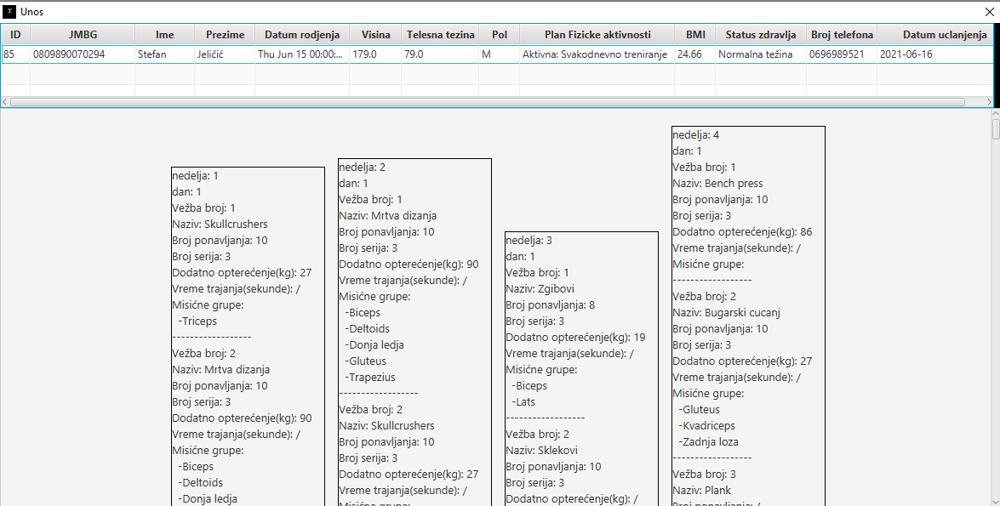 Unos
ID JMBG Ime Prezime Datum rodjenja Visina Telesna tezina Pol Plan Fizicke aktivnosti BMI Status zdravlja Broj telefona Datum uclanjenja
85 0809890070294 Stefan Jeličić Thu Jun 15 00:00:... 179.0 79.0 M Aktivna: Svakodnevno treniranje 24.66 Normalna težina 0696989521 2021-06-16
nedelja: 1
dan: 1
Vežba broj: 1
Naziv: Skullcrushers
Broj ponavljanja: 10
Broj serija: 3
Dodatno opterećenje(kg): 27
Vreme trajanja(sekunde): /
Misićne grupe:
-Triceps
------------------
Vežba broj: 2
Naziv: Mrtva dizanja
Broj ponavljanja: 10
Broj serija: 3
Dodatno opterećenje(kg): 90
Vreme trajanja(sekunde): /
Misićne grupe:
-Biceps
-Deltoids
-Donja ledja
nedelja: 2
dan: 1
Vežba broj: 1
Naziv: Mrtva dizanja
Broj ponavljanja: 10
Broj serija: 3
Dodatno opterećenje(kg): 90
Vreme trajanja(sekunde): /
Misićne grupe:
-Biceps
-Deltoids
-Donja ledja
-Gluteus
-Trapezius
------------------
Vežba broj: 2
Naziv: Skullcrushers
Broj ponavljanja: 10
Broj serija: 3
Dodatno opterećenje(kg): 27
Vreme trajanja(sekunde): /
Misićne grupe:
nedelja: 3
dan: 1
Vežba broj: 1
Naziv: Zgibovi
Broj ponavljanja: 8
Broj serija: 3
Dodatno opterećenje(kg): 19
Vreme trajanja(sekunde): /
Misićne grupe:
-Biceps
-Lats
------------------
Vežba broj: 2
Naziv: Sklekovi
Broj ponavljanja: 10
Broj serija: 3
Dodatno opterećenje(kg): /
nedelja: 4
dan: 1
Vežba broj: 1
Naziv: Bench press
Broj ponavljanja: 10
Broj serija: 3
Dodatno opterećenje(kg): 86
Vreme trajanja(sekunde): /
Misićne grupe:
------------------
Vežba broj: 2
Naziv: Bugarski cucanj
Broj ponavljanja: 10
Broj serija: 3
Dodatno opterećenje(kg): 27
Vreme trajanja(sekunde): /
Misićne grupe:
-Gluteus
-Kvadriceps
-Zadnja loza
------------------
Vežba broj: 3
Naziv: Plank
Broj ponavljanja: /